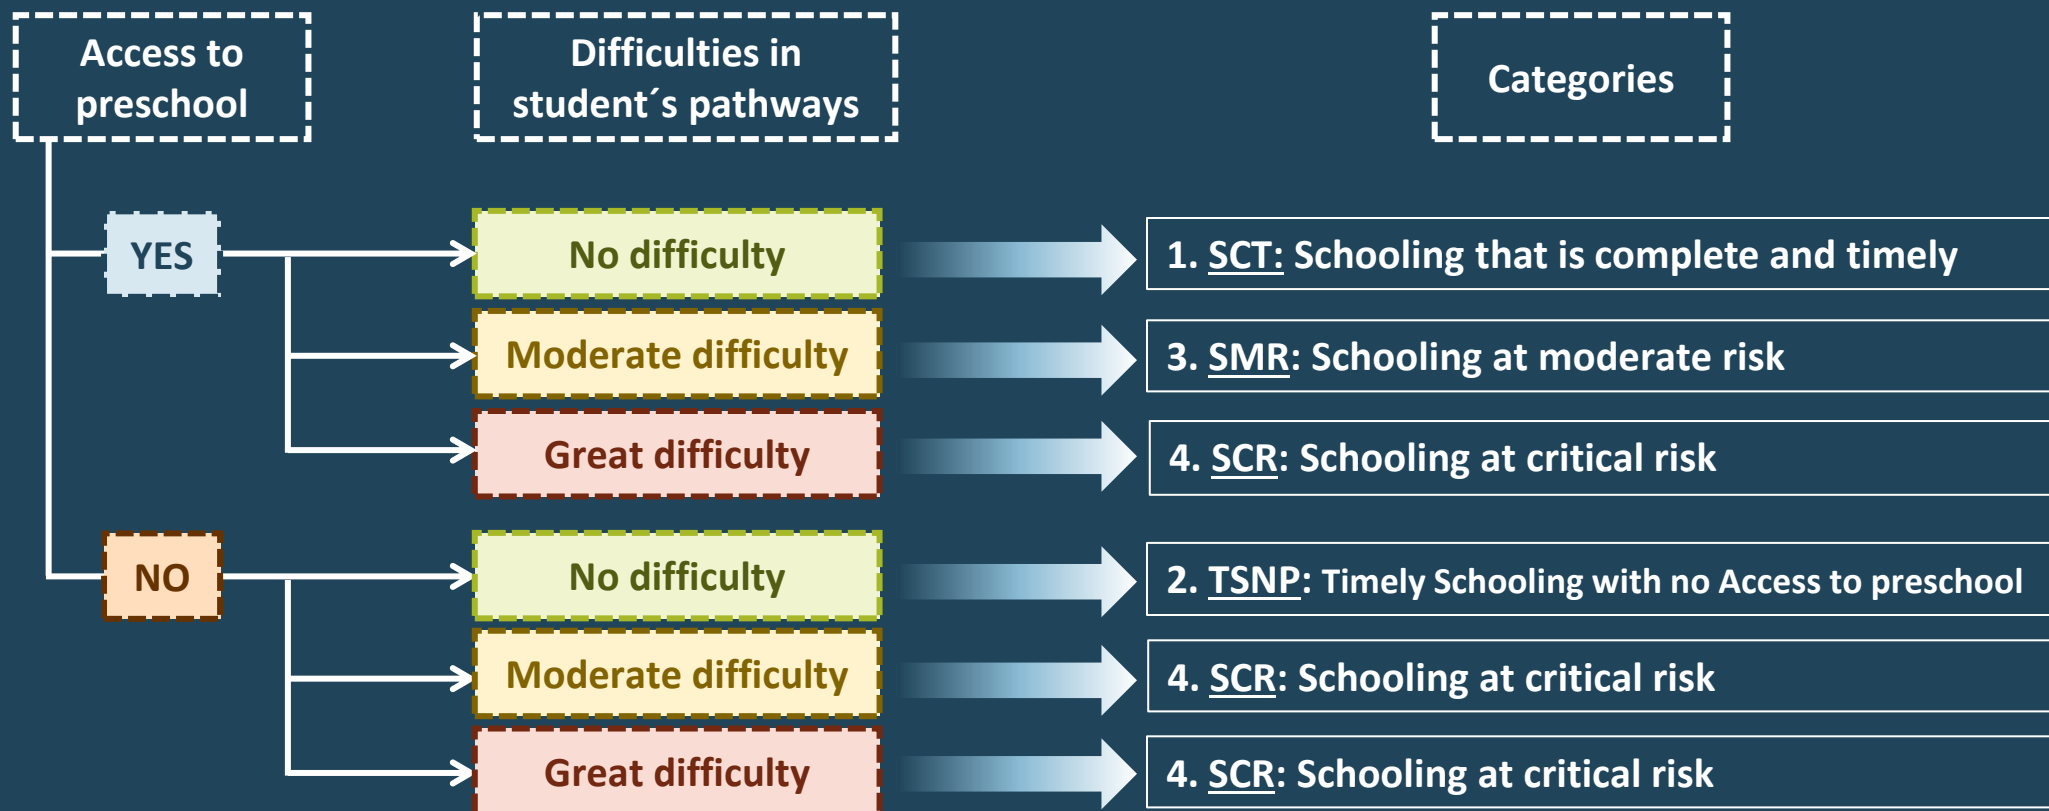 Access to
preschool
Difficulties in
student´s pathways
Categories
YES
No difficulty
1. SCT: Schooling that is complete and timely
Moderate difficulty
3. SMR: Schooling at moderate risk
Great difficulty
4. SCR: Schooling at critical risk
NO
No difficulty
2. TSNP: Timely Schooling with no Access to preschool
Moderate difficulty
4. SCR: Schooling at critical risk
Great difficulty
4. SCR: Schooling at critical risk